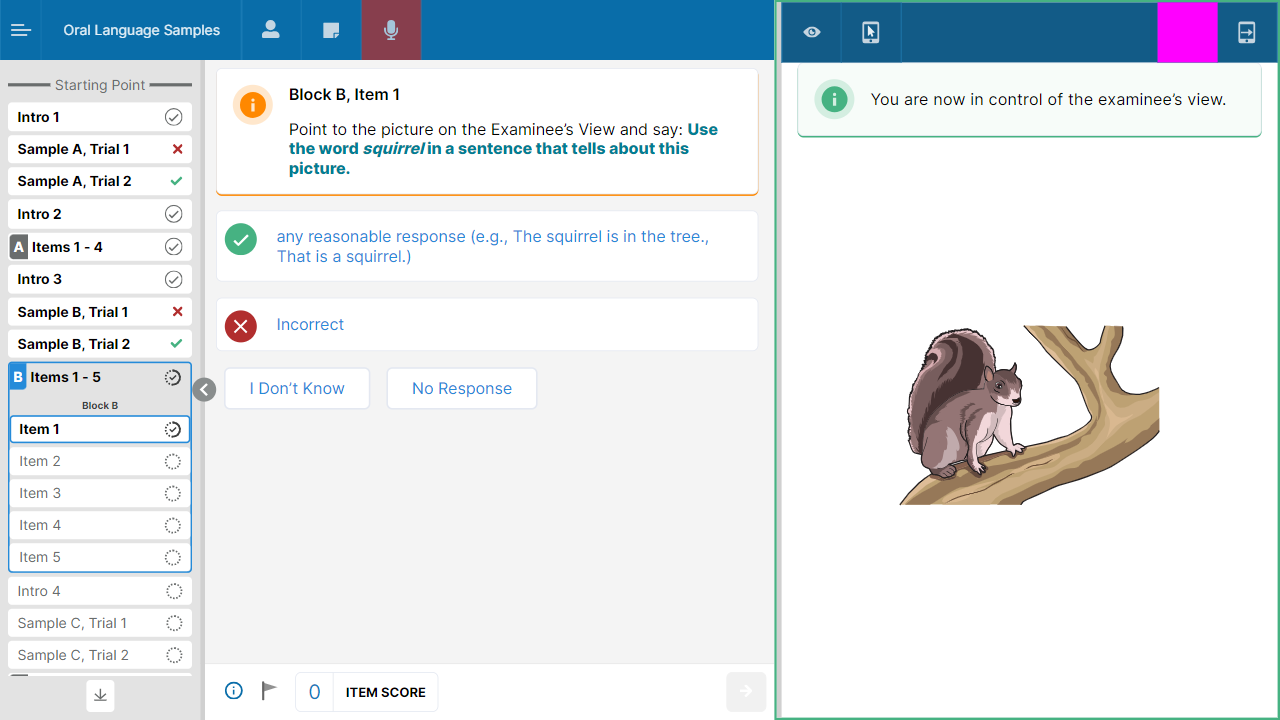 Oral Language Samples
Starting Point
Intro 1
Sample A, Trial 1
Sample A, Trial 2
Intro 2
A Items 1 - 4
Intro 3
Sample B, Trial 1
Sample B, Trial 2
B Items 1 - 5
Block B
Item 1
Item 2
Item 3
Item 4
Item 5
Intro 4
Sample C, Trial 1
Sample C, Trial 2
Block B, Item 1
Point to the picture on the Examinee’s View and say: Use
the word squirrel in a sentence that tells about this
picture.
any reasonable response (e.g., The squirrel is in the tree.,
That is a squirrel.)
Incorrect
I Don’t Know
No Response
0 ITEM SCORE
You are now in control of the examinee’s view.